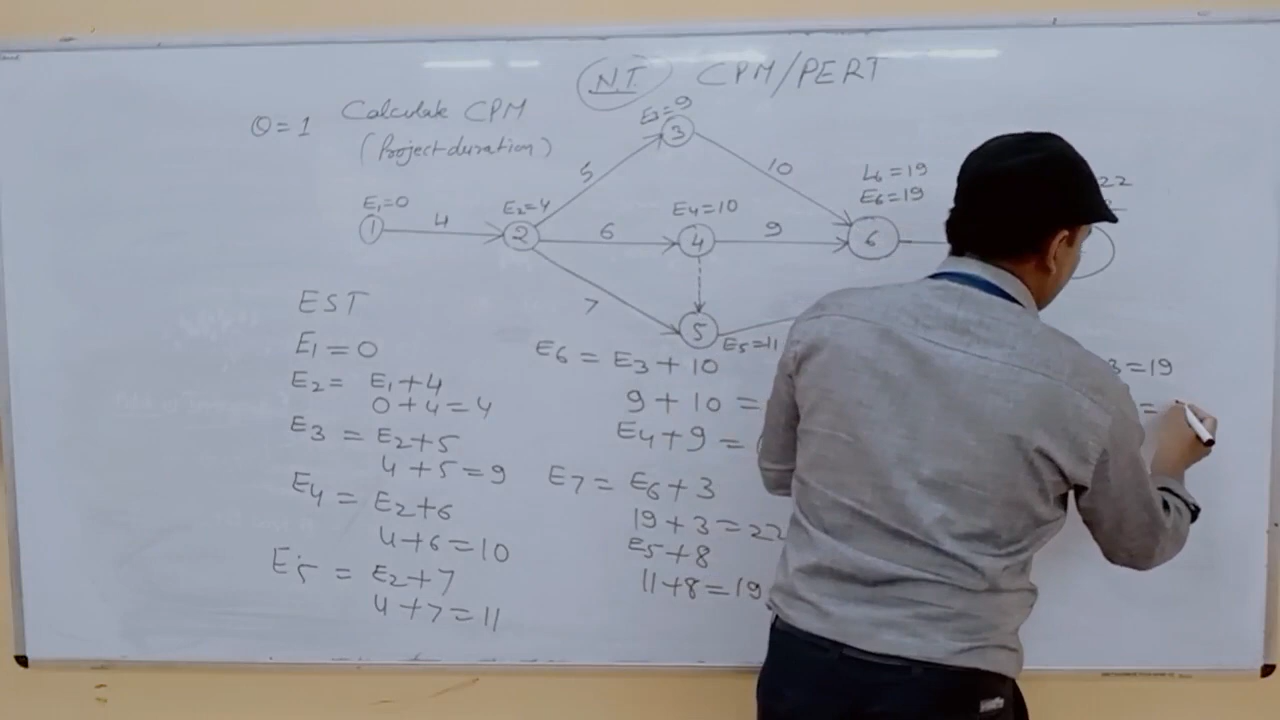 N.T. CPM/PERT
Q=1 Calculate CPM
(Project duration)
E3=9
3
5
10
L6=19
E6=19
22
E1=0
1
4
E2=4
2
6
E4=10
4
9
6
7
5
E5=11
EST
E1=0
E2= E1+4
0+4=4
E3 = E2+5
4+5=9
E4 = E2+6
4+6=10
E5 = E2+7
4+7=11
E6 = E3+10
9+10=
E4+9=
E7= E6+3
19+3=22
E5+8
11+8=19
3=19
=